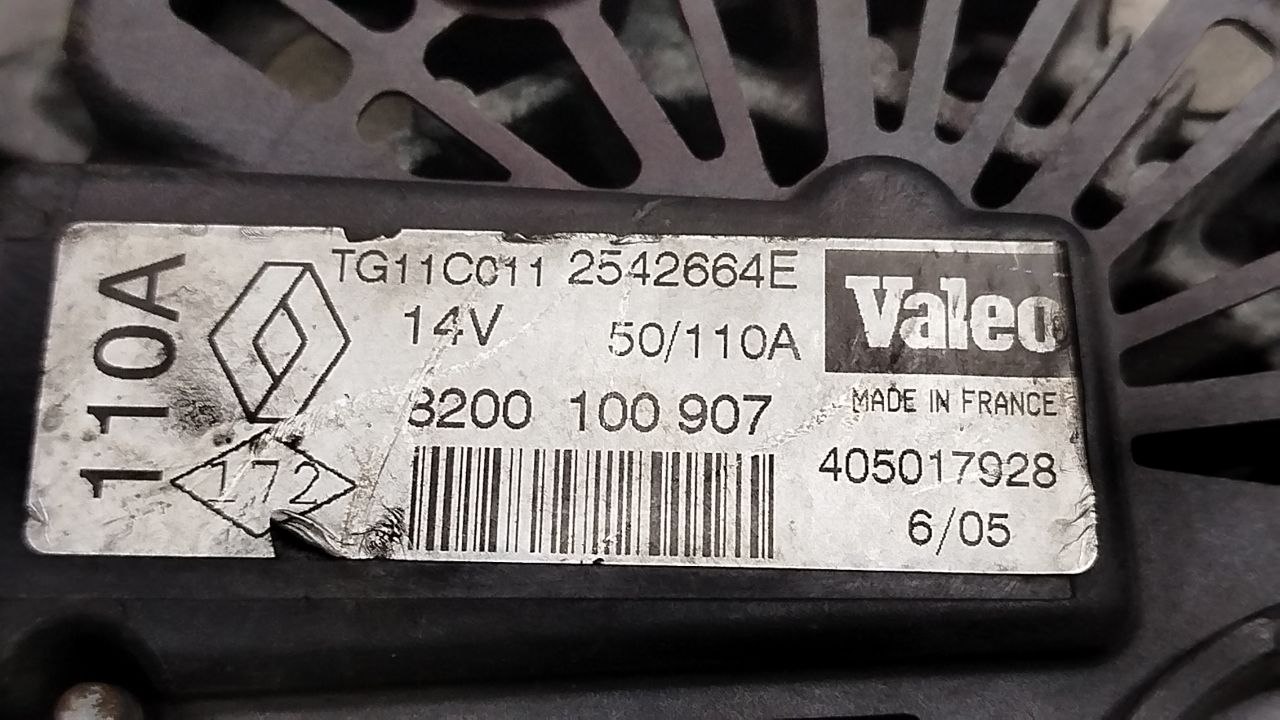 110A
TG11C011 2542664E
14V 50/110A
8200 100 907
172
Valeo
MADE IN FRANCE
405017928
6/05